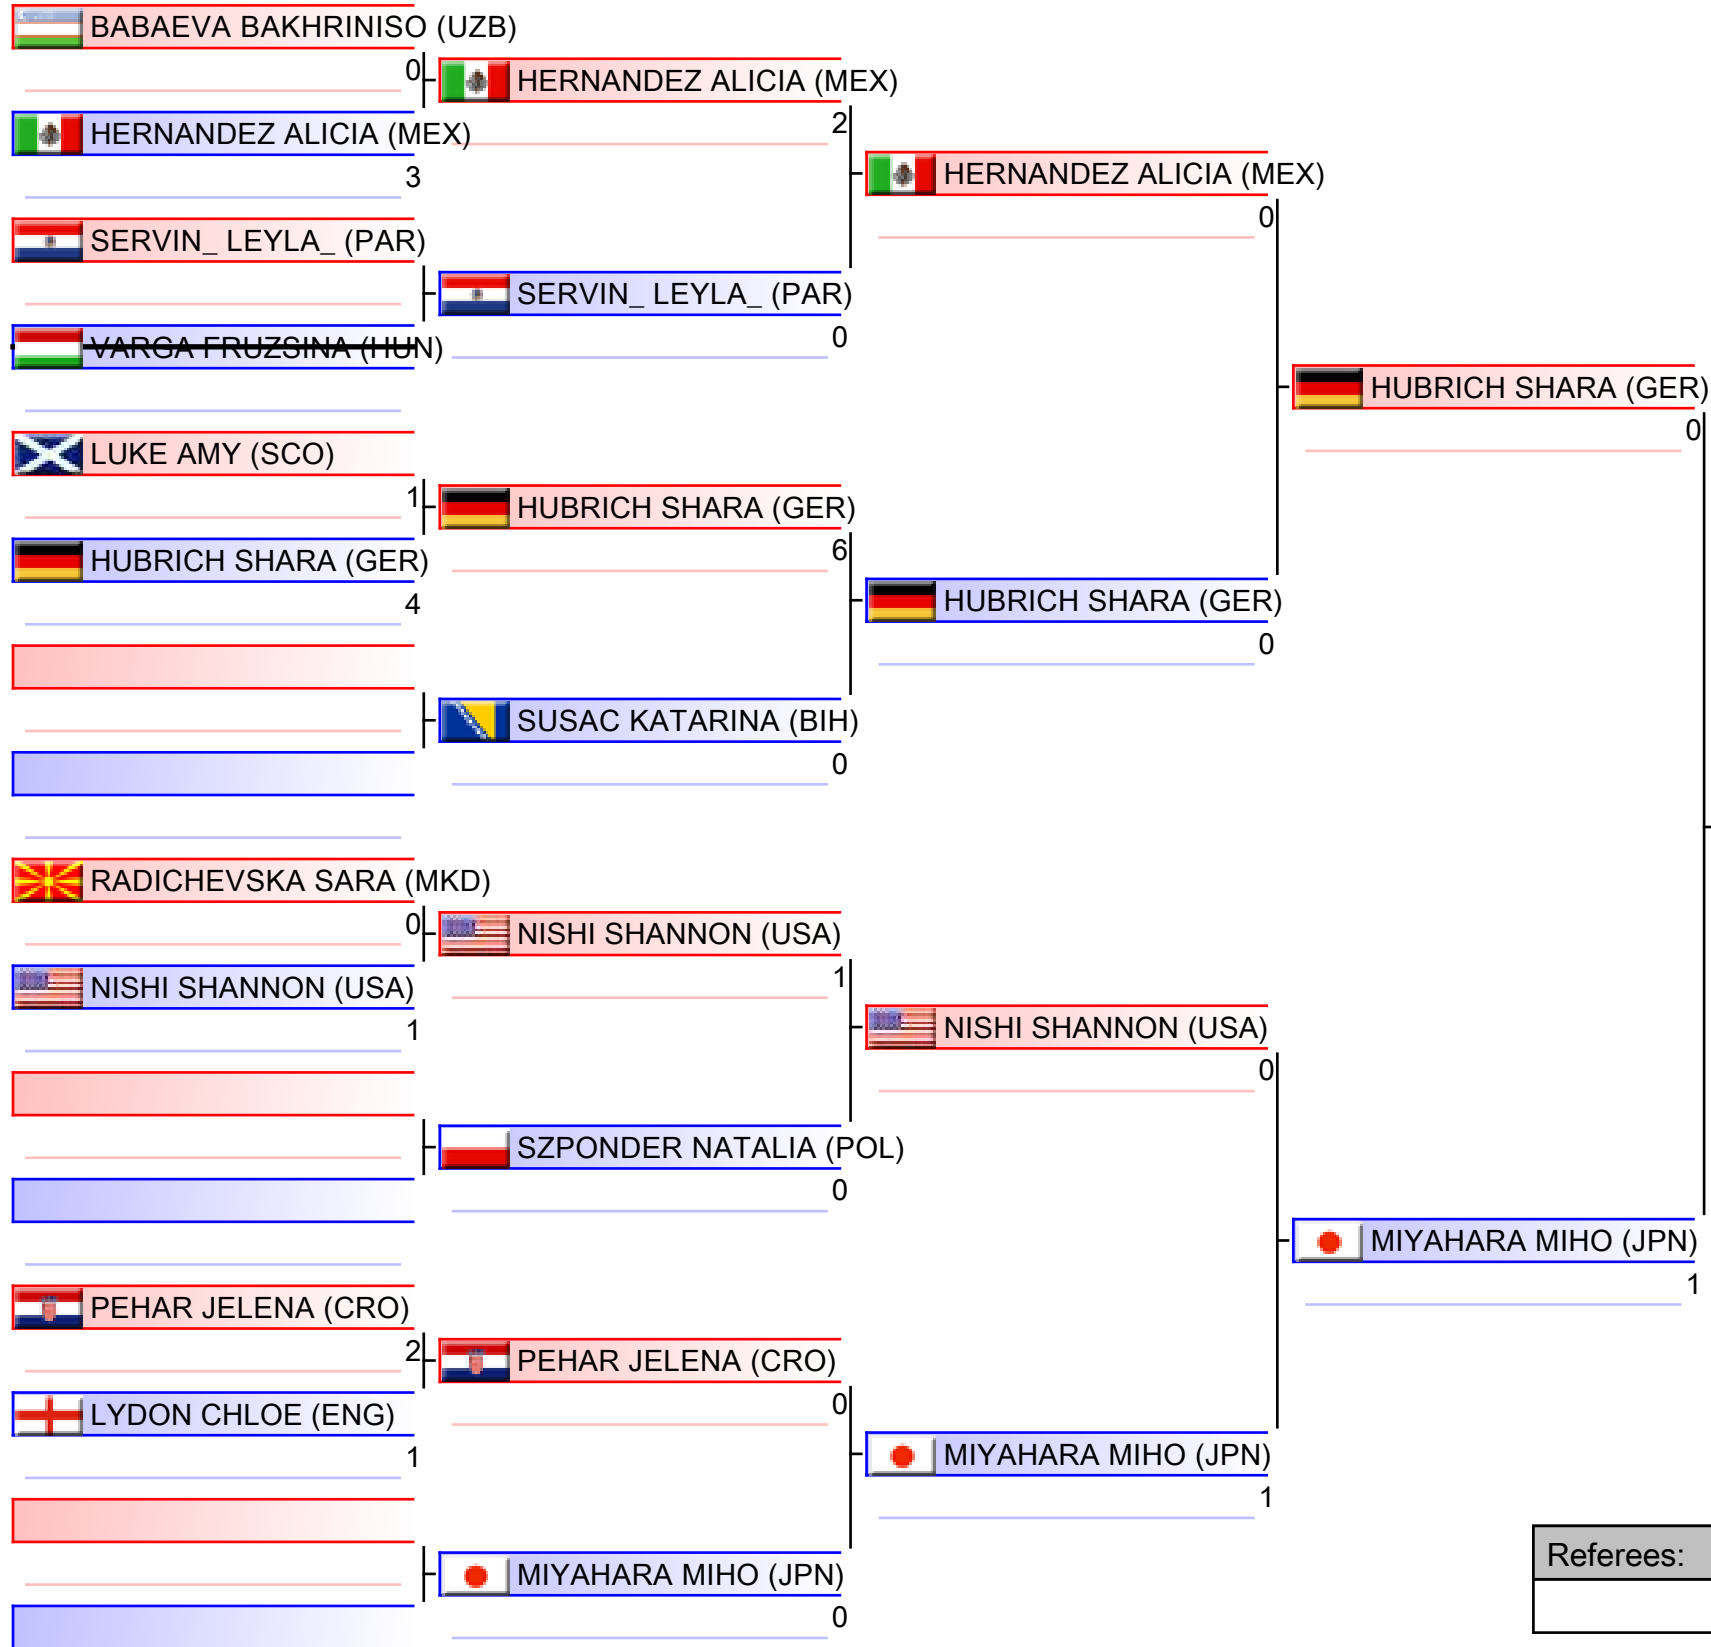 BABAEVA BAKHRINISO (UZB)
0
HERNANDEZ ALICIA (MEX)
3
SERVIN_ LEYLA_ (PAR)
VARGA FRUZSINA (HUN)
LUKE AMY (SCO)
1
HUBRICH SHARA (GER)
4
RADICHEVSKA SARA (MKD)
0
NISHI SHANNON (USA)
1
PEHAR JELENA (CRO)
2
LYDON CHLOE (ENG)
1
HERNANDEZ ALICIA (MEX)
2
SERVIN_ LEYLA_ (PAR)
0
HUBRICH SHARA (GER)
6
SUSAC KATARINA (BIH)
0
NISHI SHANNON (USA)
1
SZPONDER NATALIA (POL)
0
PEHAR JELENA (CRO)
0
MIYAHARA MIHO (JPN)
0
HERNANDEZ ALICIA (MEX)
0
HUBRICH SHARA (GER)
0
NISHI SHANNON (USA)
0
MIYAHARA MIHO (JPN)
1
HUBRICH SHARA (GER)
0
MIYAHARA MIHO (JPN)
1
Referees: